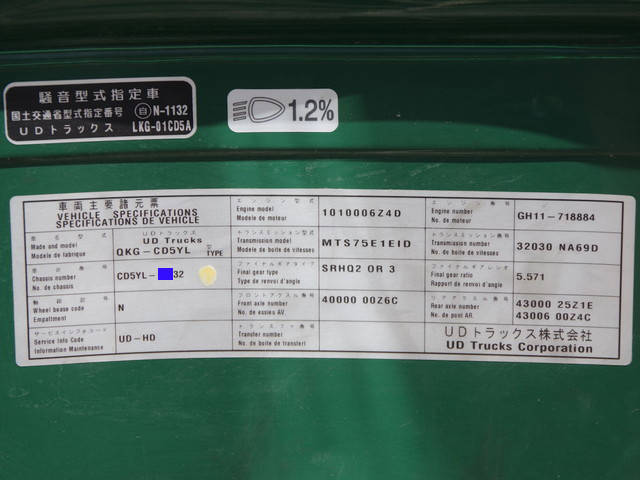 騒音型式指定車
国土交通省型式指定番号 自 N-1132
UDトラックス LKG-01CD5A
1.2%
車両主要諸元票
VEHICLE SPECIFICATIONS
SPECIFICATIONS DE VEHICLE
車名型式
Made and model
Modele de fabrique
UD Trucks
QKG-CD5YL
型
TYPE
車台番号
Chassis number
No. de chassis
CD5YL-
32
軸距記号
Wheel bease code
Empattment
N
サービスインフォコード
Service Info Code
Information Maintenance
UD-HD
エンジン型式
Engine model
Modele de moteur
1010006Z4D
トランスミッション型式
Transmission model
Modele de boite de vitesses
MTS75E1EID
ファイナルギアタイプ
Final gear type
Type de renvoi d'angle
SRHQ2 OR 3
フロントアクスル番号
Front axle number
No. de essieu AV.
40000 00Z6C
トランスファ番号
Transfer number
No. de boite de transfert
エンジン番号
Engine number
No. de moteur
GH11-718884
トランスミッション番号
Transmission number
No. de boite de vitesses
32030 NA69D
ファイナルギアレシオ
Final gear ratio
Rapport de renvoi d'angle
5.571
リアアクスル番号
Rear axle number
No. de pont AR.
43000 25Z1E
43006 00Z4C
UDトラックス株式会社
UD Trucks Corporation